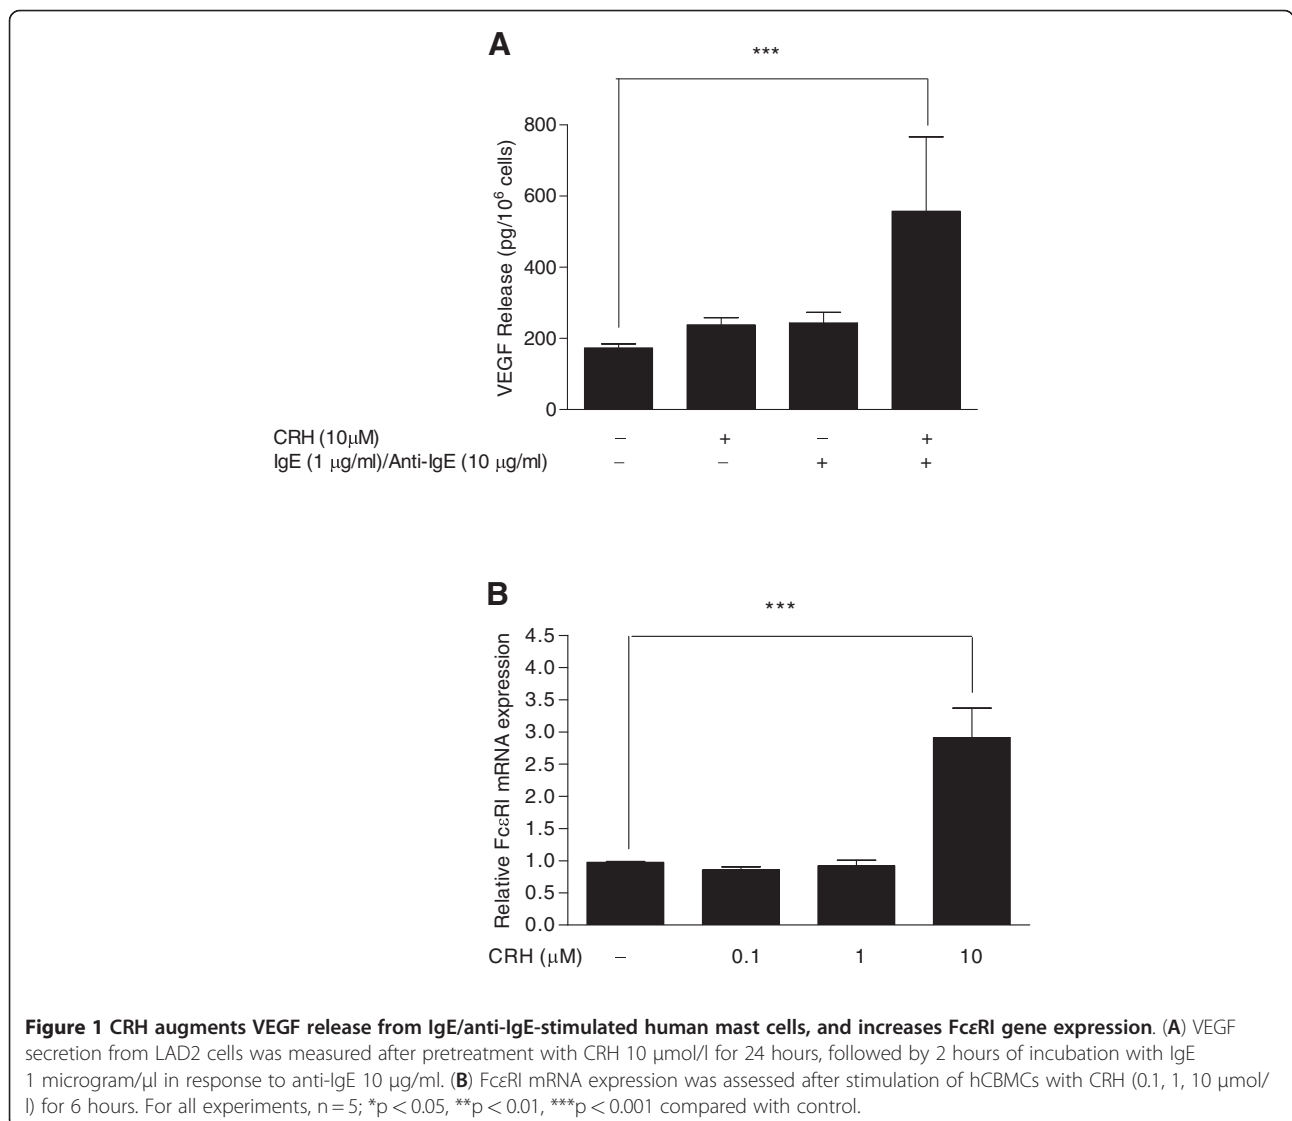 A
***
800
600
400
200
0
VEGF Release (pg/10⁶ cells)
CRH (10μM) – + – +
IgE (1 μg/ml)/Anti-IgE (10 μg/ml) – – + +
B
***
4.5
4.0
3.5
3.0
2.5
2.0
1.5
1.0
0.5
0.0
Relative FcεRI mRNA expression
CRH (μM) – 0.1 1 10
Figure 1 CRH augments VEGF release from IgE/anti-IgE-stimulated human mast cells, and increases FcεRI gene expression. (A) VEGF
secretion from LAD2 cells was measured after pretreatment with CRH 10 μmol/l for 24 hours, followed by 2 hours of incubation with IgE
1 microgram/μl in response to anti-IgE 10 μg/ml. (B) FcεRI mRNA expression was assessed after stimulation of hCBMCs with CRH (0.1, 1, 10 μmol/
l) for 6 hours. For all experiments, n = 5; *p < 0.05, **p < 0.01, ***p < 0.001 compared with control.